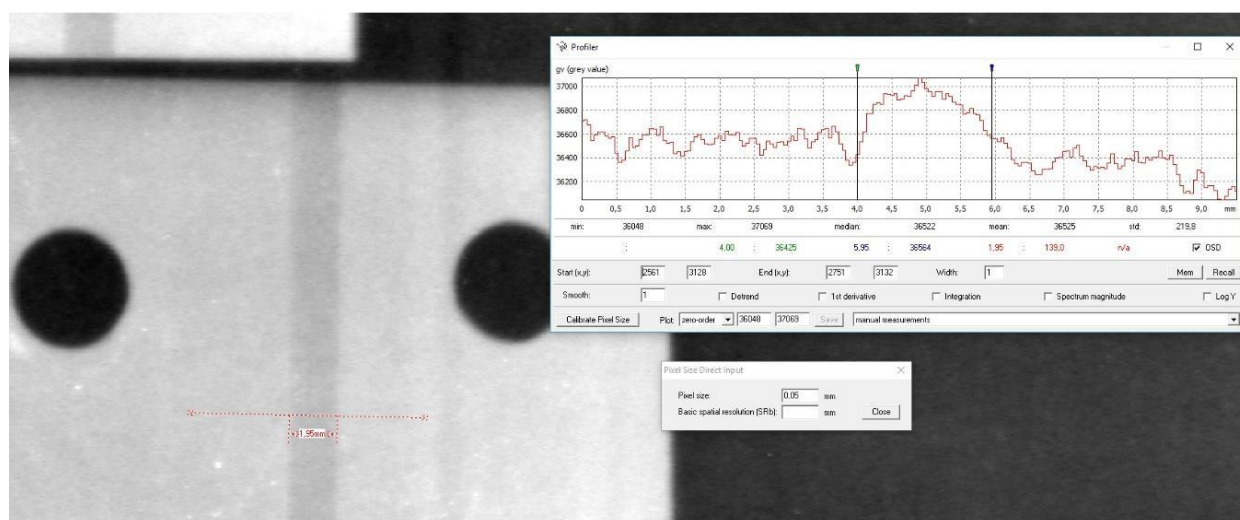 Profiler
gv (grey value)
37000
36800
36600
36400
36200
0 0,5 1,0 1,5 2,0 2,5 3,0 3,5 4,0 4,5 5,0 5,5 6,0 6,5 7,0 7,5 8,0 8,5 9,0 mm
min: 36048 max: 37069 median: 36522 mean: 36525 std: 219,8
: 4.00 : 36425 5.95 : 36564 1.95 : 139,0 n/a OSD
Start (x,y): 2561 3128 End (x,y): 2751 3132 Width: 1 Mem Recall
Smooth: 1 Detrend 1st derivative Integration Spectrum magnitude Log Y
Calibrate Pixel Size Plot: zero-order 36048 37069 Save manual measurements
Pixel Size Direct Input
Pixel size: 0.05 mm
Basic spatial resolution (SRb): mm Close
1,95mm